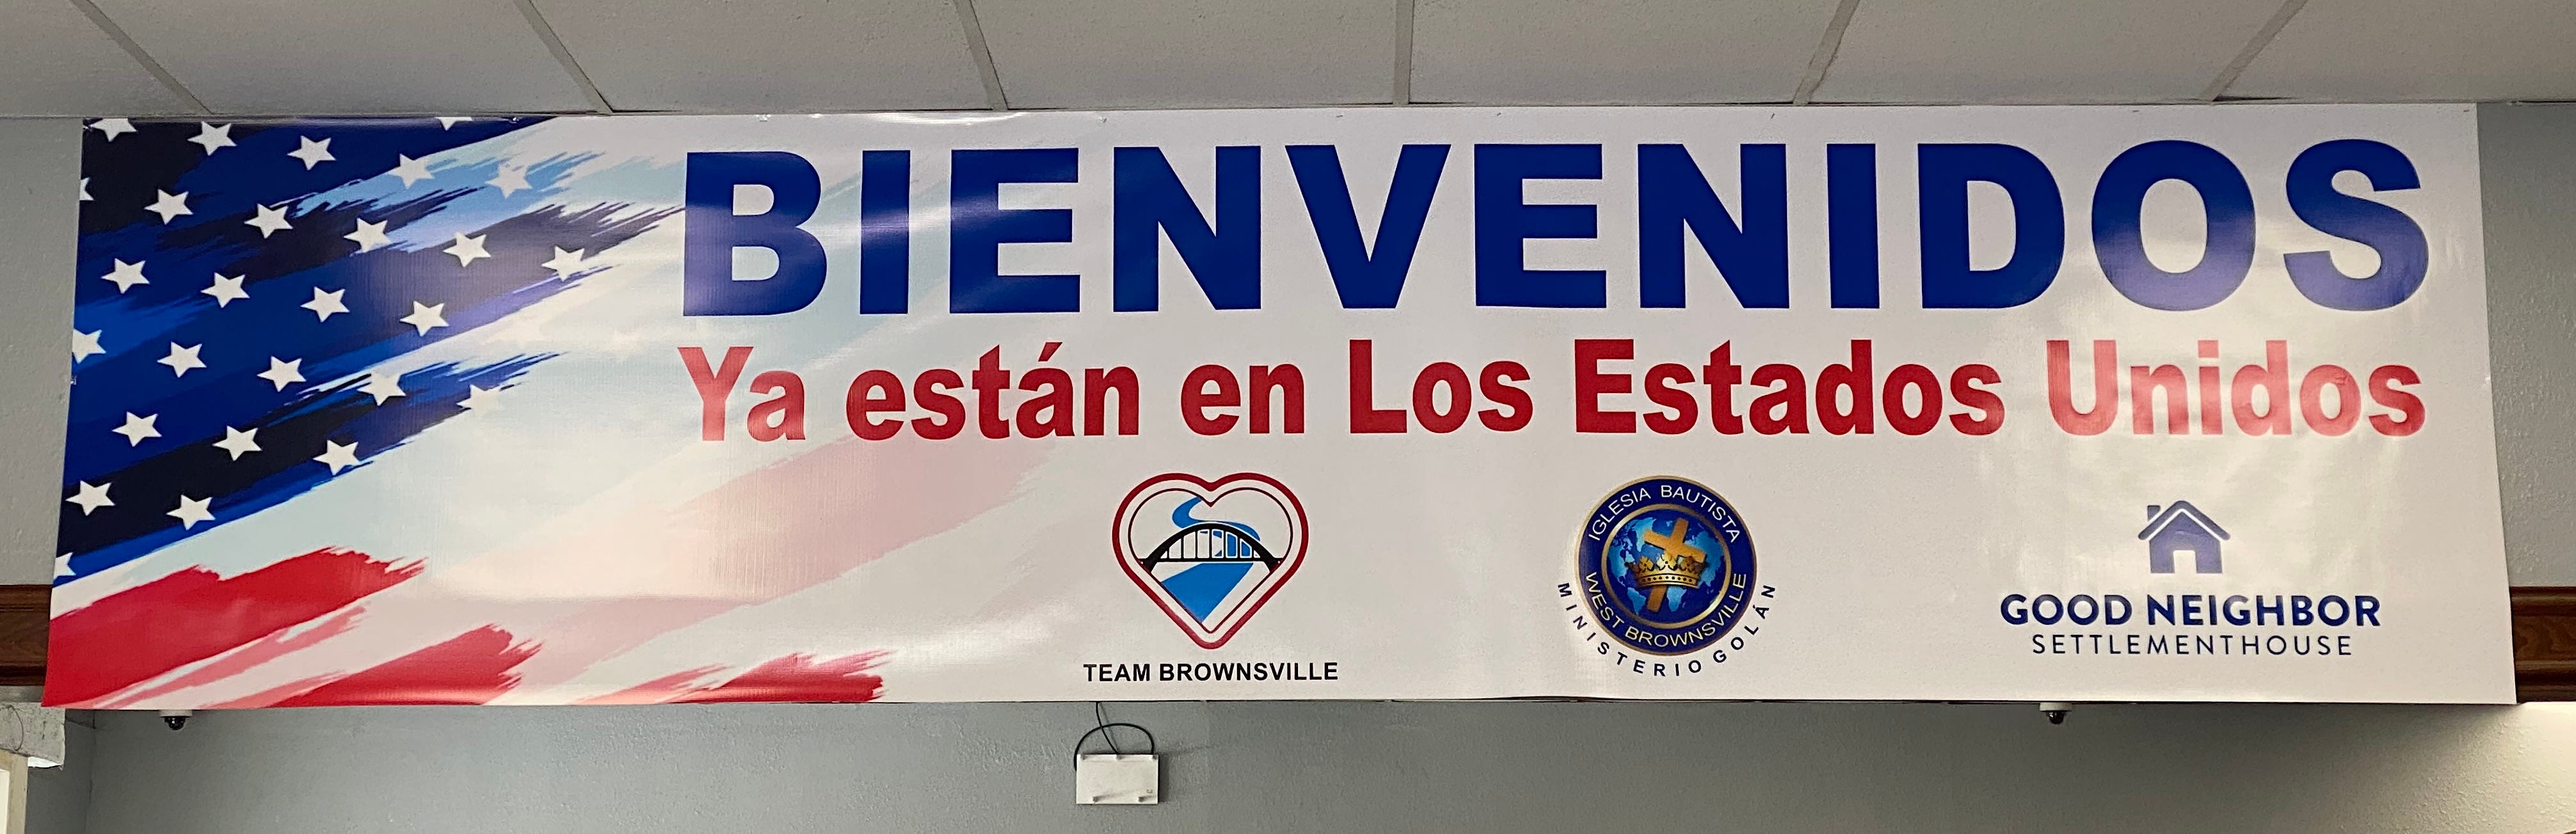 BIENVENIDOS
Ya están en Los Estados Unidos
TEAM BROWNSVILLE
IGLESIA BAUTISTA
WEST BROWNSVILLE
MINISTERIO GOLÁN
GOOD NEIGHBOR
SETTLEMENTHOUSE